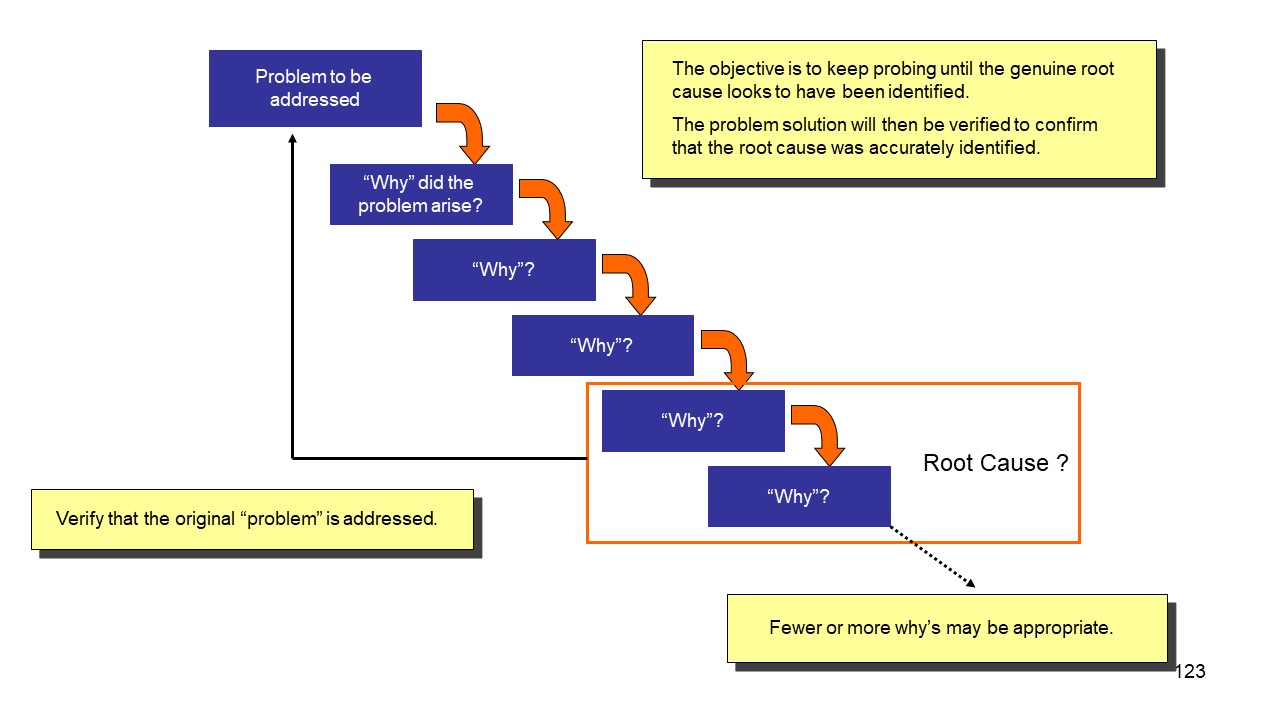 Problem to be
addressed
The objective is to keep probing until the genuine root
cause looks to have been identified.
The problem solution will then be verified to confirm
that the root cause was accurately identified.
“Why” did the
problem arise?
“Why”?
“Why”?
“Why”?
Root Cause ?
“Why”?
Verify that the original “problem” is addressed.
Fewer or more why’s may be appropriate.
123